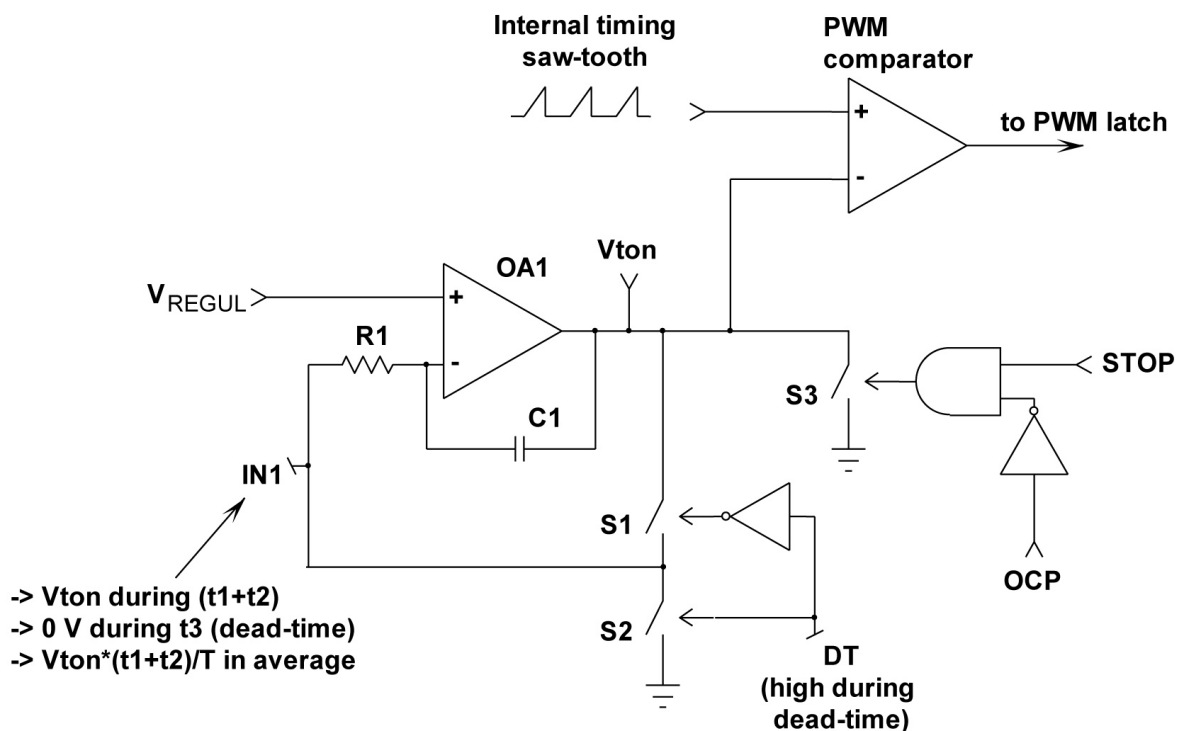 Internal timing
saw-tooth
PWM
comparator
+
-
to PWM latch
Vton
OA1
VREGUL
+
-
R1
C1
S3
STOP
IN1
S1
S2
OCP
DT
(high during
dead-time)
-> Vton during (t1+t2)
-> 0 V during t3 (dead-time)
-> Vton*(t1+t2)/T in average